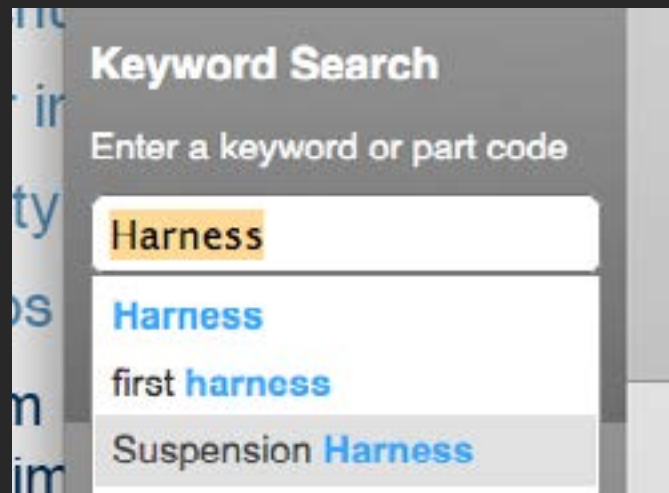 Keyword Search
Enter a keyword or part code
Harness
Harness
first harness
Suspension Harness